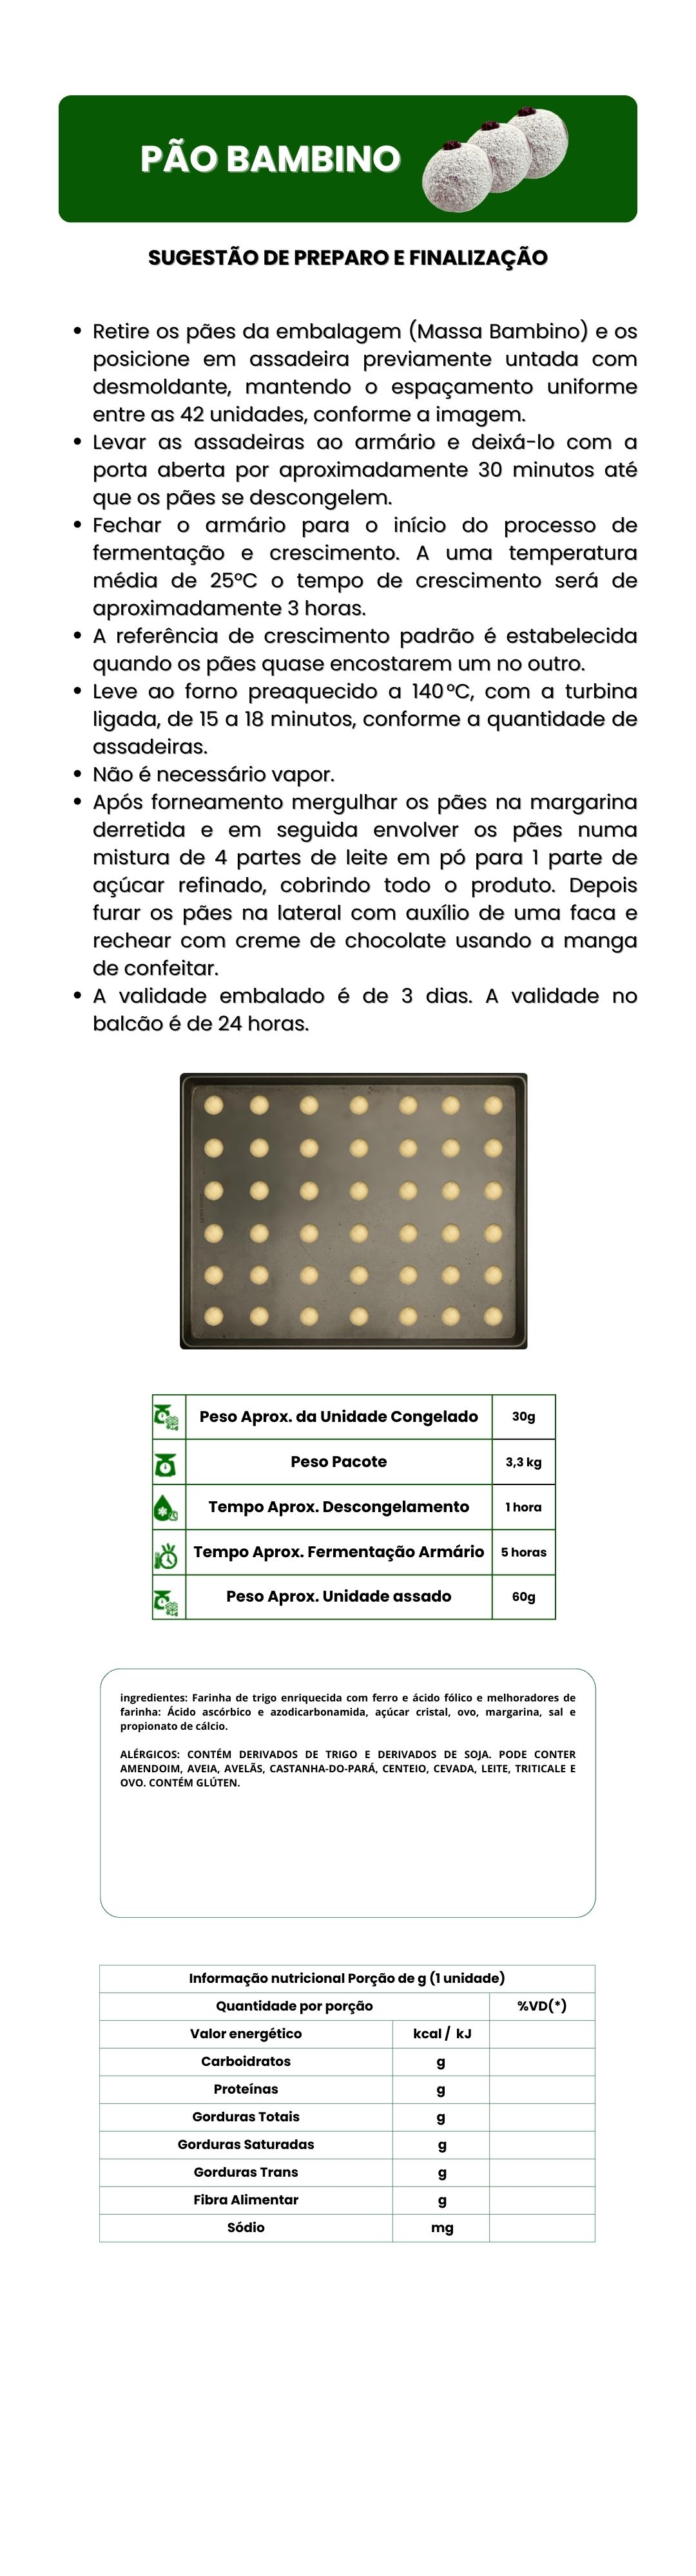 PÃO BAMBINO
SUGESTÃO DE PREPARO E FINALIZAÇÃO
• Retire os pães da embalagem (Massa Bambino) e os
posicione em assadeira previamente untada com
desmoldante, mantendo o espaçamento uniforme
entre as 42 unidades, conforme a imagem.
• Levar as assadeiras ao armário e deixá-lo com a
porta aberta por aproximadamente 30 minutos até
que os pães se descongelem.
• Fechar o armário para o início do processo de
fermentação e crescimento. A uma temperatura
média de 25ºC o tempo de crescimento será de
aproximadamente 3 horas.
• A referência de crescimento padrão é estabelecida
quando os pães quase encostarem um no outro.
• Leve ao forno preaquecido a 140ºC, com a turbina
ligada, de 15 a 18 minutos, conforme a quantidade de
assadeiras.
• Não é necessário vapor.
• Após forneamento mergulhar os pães na margarina
derretida e em seguida envolver os pães numa
mistura de 4 partes de leite em pó para 1 parte de
açúcar refinado, cobrindo todo o produto. Depois
furar os pães na lateral com auxílio de uma faca e
rechear com creme de chocolate usando a manga
de confeitar.
• A validade embalado é de 3 dias. A validade no
balcão é de 24 horas.
Peso Aprox. da Unidade Congelado 30g
Peso Pacote 3,3 kg
Tempo Aprox. Descongelamento 1 hora
Tempo Aprox. Fermentação Armário 5 horas
Peso Aprox. Unidade assado 60g
ingredientes: Farinha de trigo enriquecida com ferro e ácido fólico e melhoradores de
farinha: Ácido ascórbico e azodicarbonamida, açúcar cristal, ovo, margarina, sal e
propionato de cálcio.
ALÉRGICOS: CONTÉM DERIVADOS DE TRIGO E DERIVADOS DE SOJA. PODE CONTER
AMENDOIM, AVEIA, AVELÃS, CASTANHA-DO-PARÁ, CENTEIO, CEVADA, LEITE, TRITICALE E
OVO. CONTÉM GLÚTEN.
Informação nutricional Porção de g (1 unidade)
Quantidade por porção %VD(*)
Valor energético kcal / kJ
Carboidratos g
Proteínas g
Gorduras Totais g
Gorduras Saturadas g
Gorduras Trans g
Fibra Alimentar g
Sódio mg